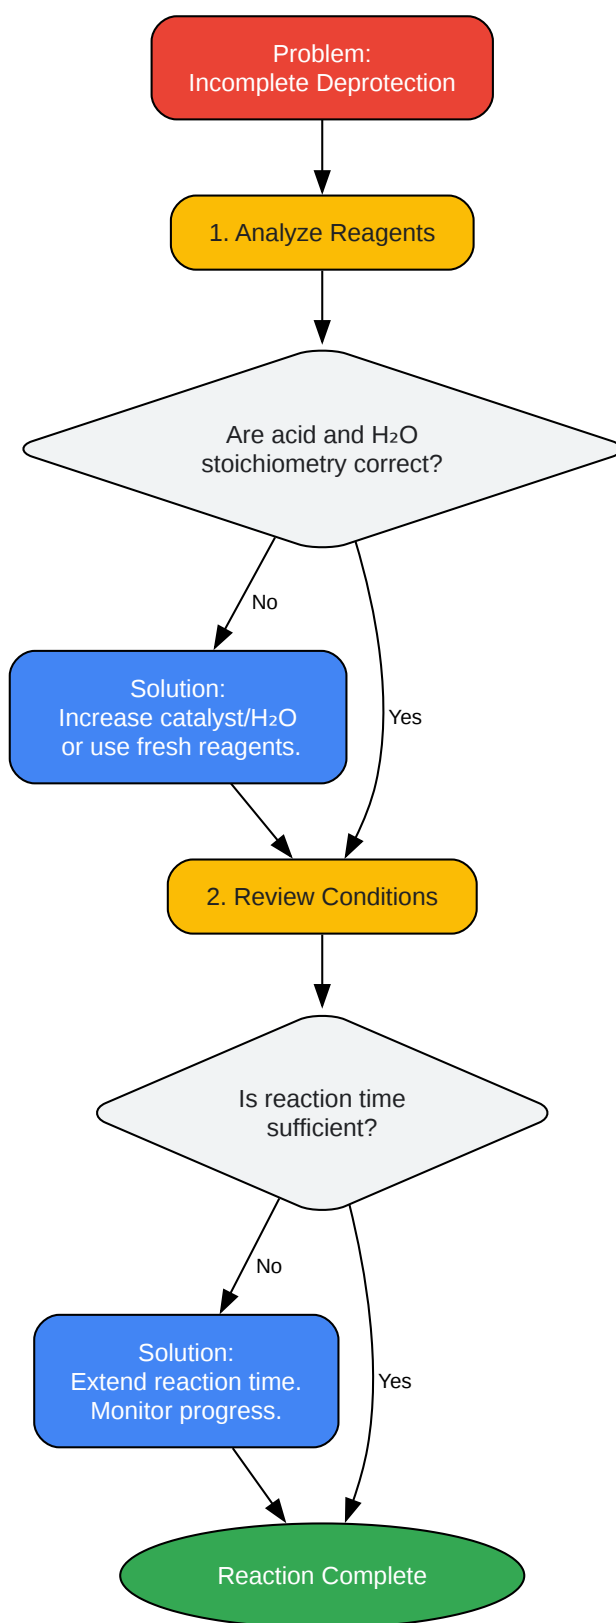 Problem:
Incomplete Deprotection
1. Analyze Reagents
Are acid and H₂O
stoichiometry correct?
No
Solution:
Increase catalyst/H₂O
or use fresh reagents.
Yes
2. Review Conditions
Is reaction time
sufficient?
No
Solution:
Extend reaction time.
Monitor progress.
Yes
Reaction Complete